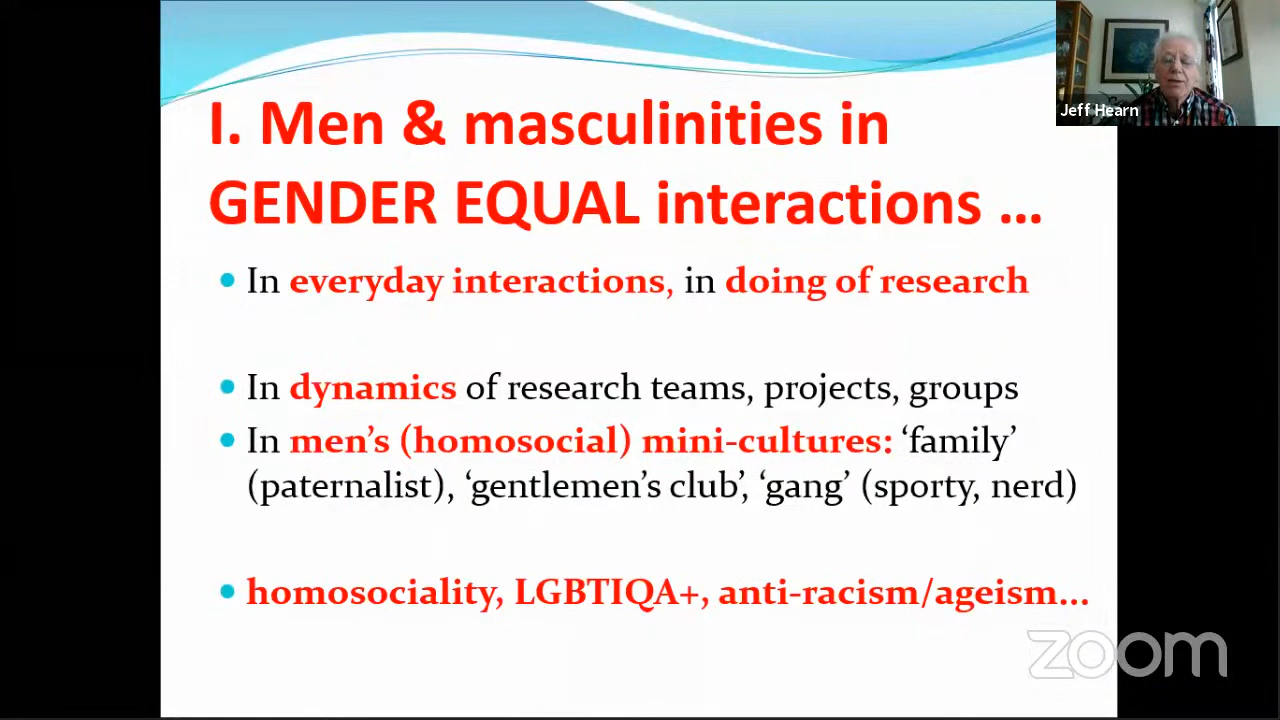 I. Men & masculinities in
GENDER EQUAL interactions ...
Jeff Hearn
• In everyday interactions, in doing of research
• In dynamics of research teams, projects, groups
• In men’s (homosocial) mini-cultures: ‘family’
(paternalist), ‘gentlemen’s club’, ‘gang’ (sporty, nerd)
• homosociality, LGBTIQA+, anti-racism/ageism...
zoom